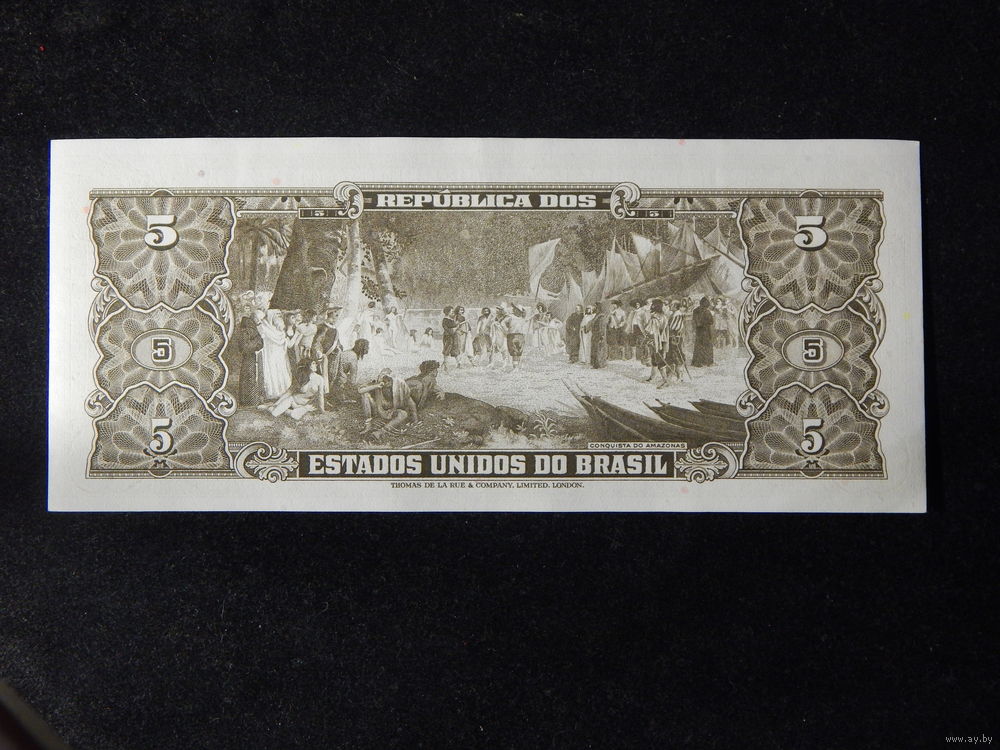 REPÚBLICA DOS
5 5
5 5
5 5
5 5
M M
CONQUISTA DO AMAZONAS
ESTADOS UNIDOS DO BRASIL
THOMAS DE LA RUE & COMPANY, LIMITED. LONDON.
www.ay.by